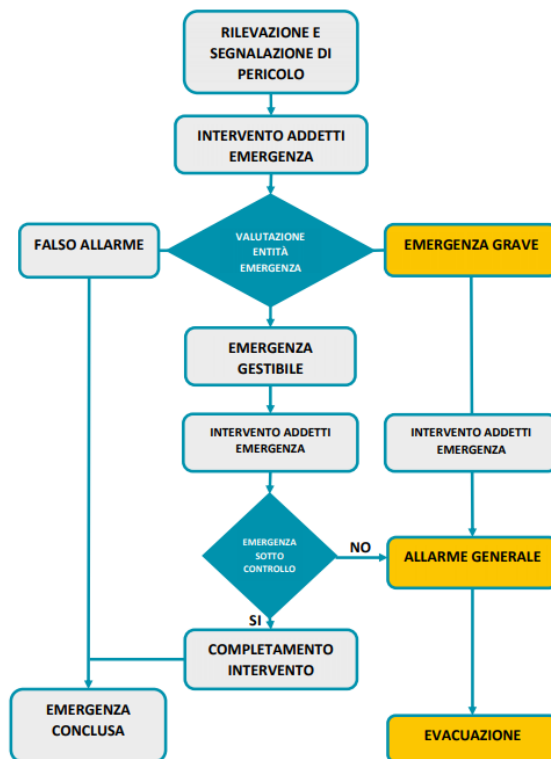 RILEVAZIONE E
SEGNALAZIONE DI
PERICOLO
INTERVENTO ADDETTI
EMERGENZA
FALSO ALLARME
VALUTAZIONE
ENTITÀ
EMERGENZA
EMERGENZA GRAVE
EMERGENZA
GESTIBILE
INTERVENTO ADDETTI
EMERGENZA
INTERVENTO ADDETTI
EMERGENZA
EMERGENZA
SOTTO
CONTROLLO
NO
ALLARME GENERALE
SI
COMPLETAMENTO
INTERVENTO
EMERGENZA
CONCLUSA
EVACUAZIONE